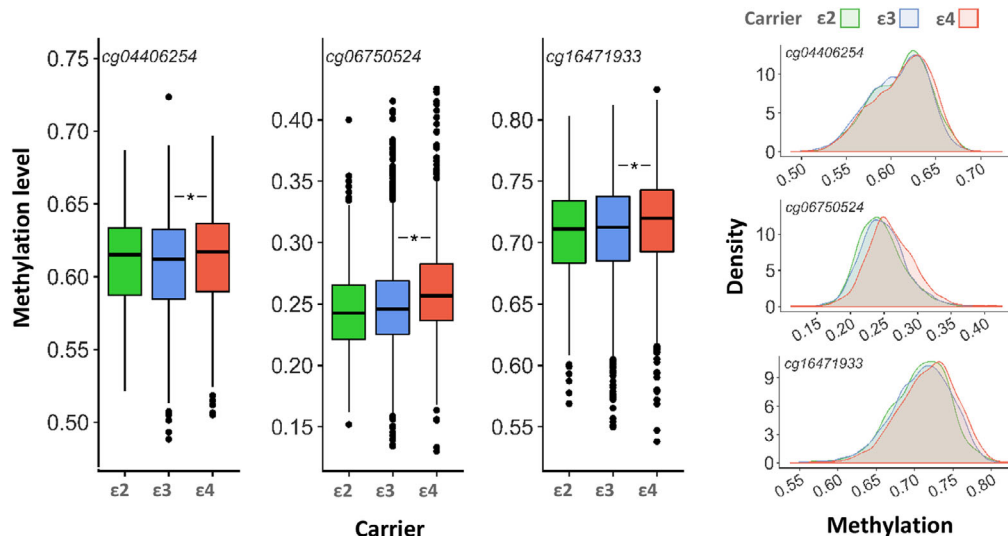 Carrier ε2 ε3 ε4
Methylation level
0.75
0.70
0.65
0.60
0.55
0.50
cg04406254
*
ε2 ε3 ε4
0.40
0.35
0.30
0.25
0.20
0.15
cg06750524
*
ε2 ε3 ε4
0.80
0.75
0.70
0.65
0.60
0.55
cg16471933
*
ε2 ε3 ε4
Carrier
Density
cg04406254
10
5
0
0.50 0.55 0.60 0.65 0.70
cg06750524
10
5
0
0.15 0.20 0.25 0.30 0.35 0.40
cg16471933
9
6
3
0
0.55 0.60 0.65 0.70 0.75 0.80
Methylation